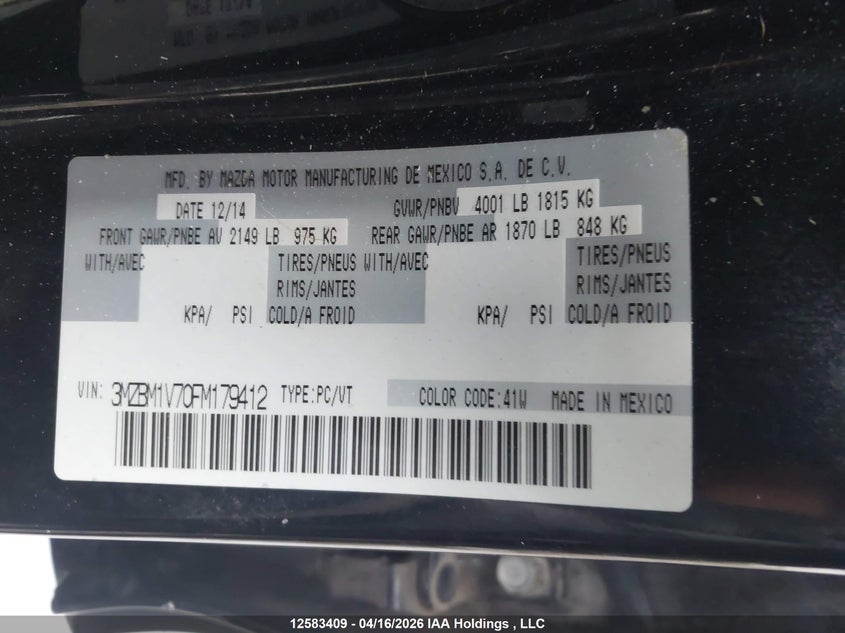 MFD. BY MAZDA MOTOR MANUFACTURING DE MEXICO S.A. DE C.V.
DATE 12/14 GVWR/PNBV 4001 LB 1815 KG
FRONT GAWR/PNBE AV 2149 LB 975 KG REAR GAWR/PNBE AR 1870 LB 848 KG
WITH/AVEC TIRES/PNEUS WITH/AVEC TIRES/PNEUS
RIMS/JANTES RIMS/JANTES
KPA/ PSI COLD/A FROID KPA/ PSI COLD/A FROID
VIN: 3MZBM1V70FM179412 TYPE:PC/VT COLOR CODE:41W MADE IN MEXICO
12583409 - 04/16/2026 IAA Holdings , LLC